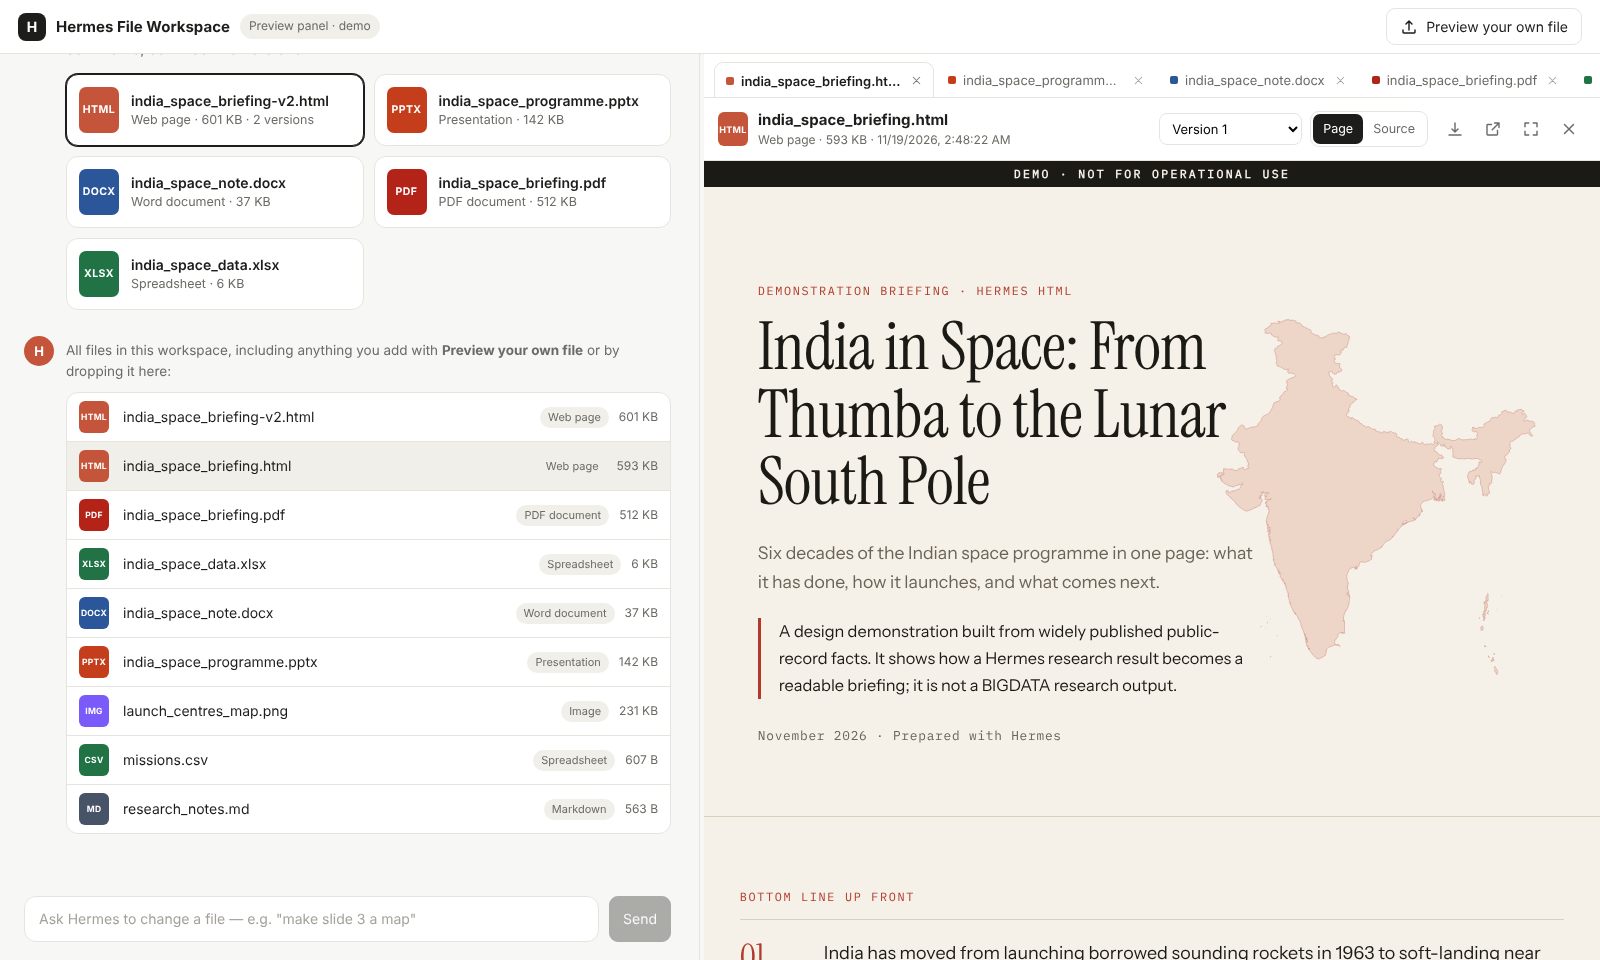 H Hermes File Workspace Preview panel · demo
Preview your own file
HTML india_space_briefing-v2.html
Web page · 601 KB · 2 versions
PPTX india_space_programme.pptx
Presentation · 142 KB
DOCX india_space_note.docx
Word document · 37 KB
PDF india_space_briefing.pdf
PDF document · 512 KB
XLSX india_space_data.xlsx
Spreadsheet · 6 KB
H All files in this workspace, including anything you add with Preview your own file or by
dropping it here:
HTML india_space_briefing-v2.html Web page 601 KB
HTML india_space_briefing.html Web page 593 KB
PDF india_space_briefing.pdf PDF document 512 KB
XLSX india_space_data.xlsx Spreadsheet 6 KB
DOCX india_space_note.docx Word document 37 KB
PPTX india_space_programme.pptx Presentation 142 KB
IMG launch_centres_map.png Image 231 KB
CSV missions.csv Spreadsheet 607 B
MD research_notes.md Markdown 563 B
Ask Hermes to change a file — e.g. "make slide 3 a map" Send
india_space_briefing.ht... india_space_programm... india_space_note.docx india_space_briefing.pdf
HTML india_space_briefing.html
Web page · 593 KB · 11/19/2026, 2:48:22 AM
Version 1 Page Source
DEMO · NOT FOR OPERATIONAL USE
DEMONSTRATION BRIEFING · HERMES HTML
India in Space: From
Thumba to the Lunar
South Pole
Six decades of the Indian space programme in one page: what
it has done, how it launches, and what comes next.
A design demonstration built from widely published public-
record facts. It shows how a Hermes research result becomes a
readable briefing; it is not a BIGDATA research output.
November 2026 · Prepared with Hermes
BOTTOM LINE UP FRONT
01 India has moved from launching borrowed sounding rockets in 1963 to soft-landing near